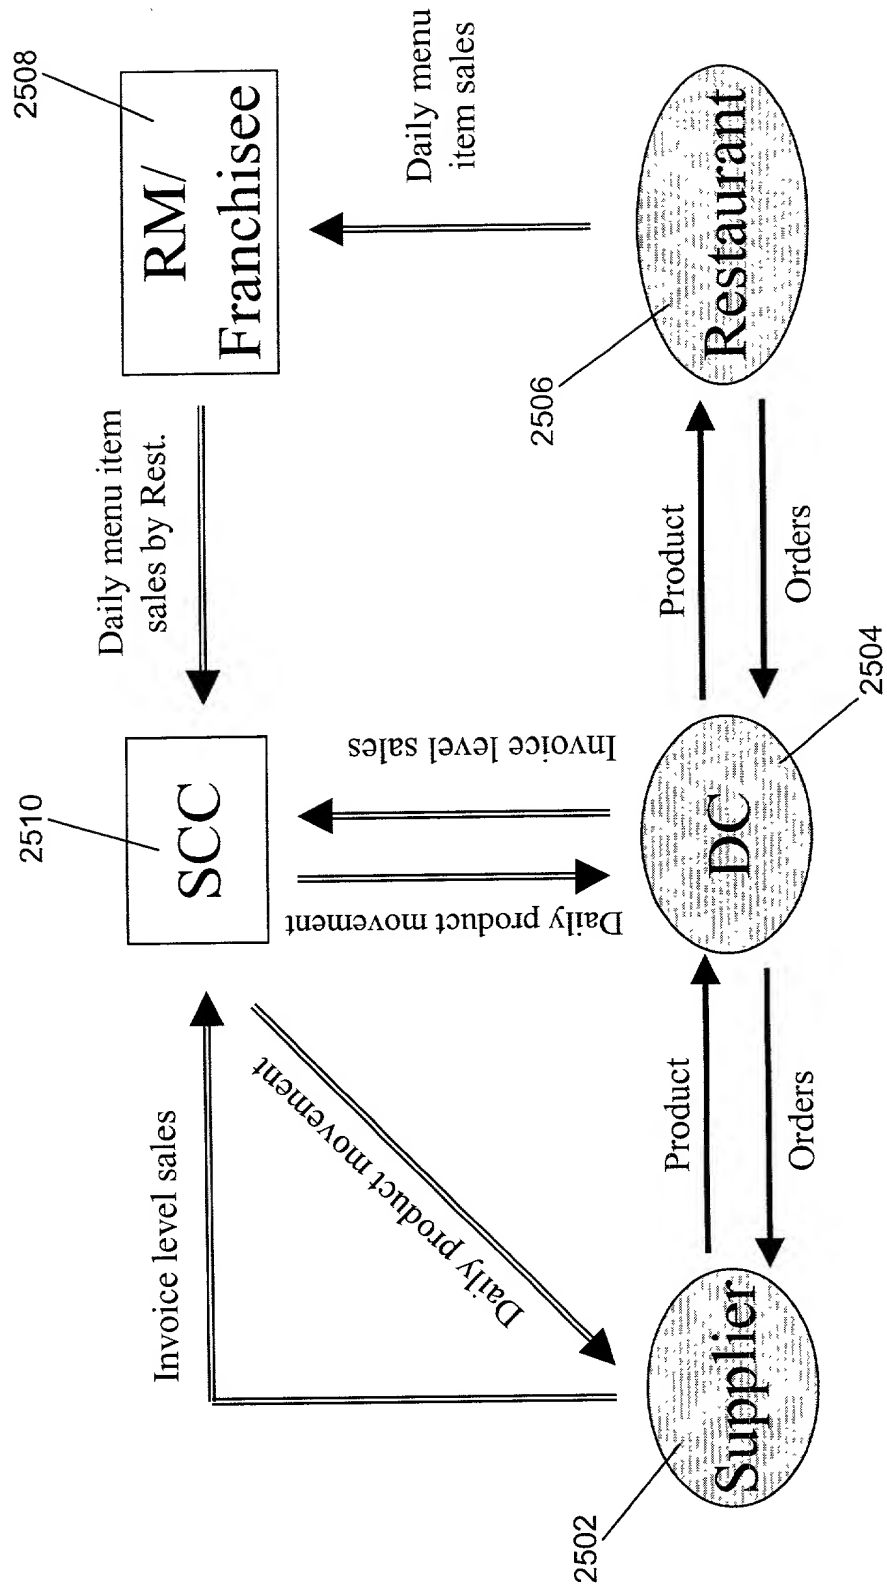 2510
2508
SCC
RM/
Franchisee
Daily menu item
sales by Rest.
Invoice level sales
Daily product movement
Daily product movement
Invoice level sales
Daily menu
item sales
2502
Supplier
Product
Orders
DC
2504
Product
Orders
2506
Restaurant